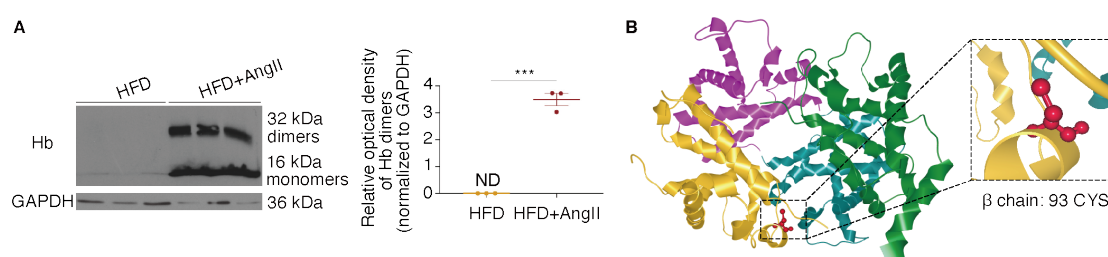 A
HFD
HFD+AngII
Hb
32 kDa
dimers
16 kDa
monomers
GAPDH
36 kDa
Relative optical density
of Hb dimers
(normalized to GAPDH)
4
3
2
1
0
***
ND
HFD
HFD+AngII
B
β chain: 93 CYS